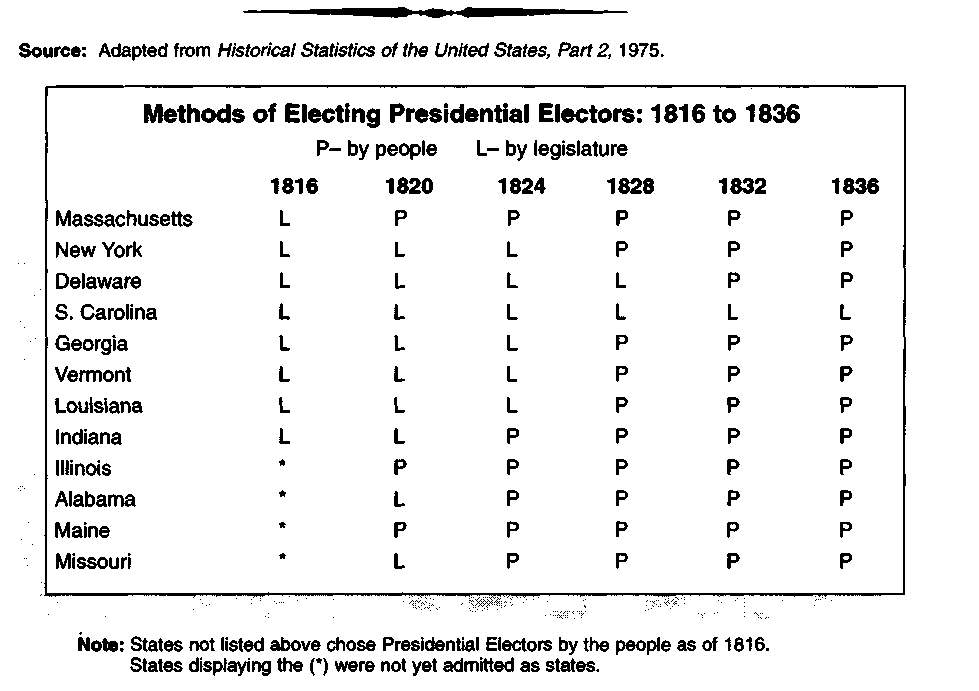 Source: Adapted from Historical Statistics of the United States, Part 2, 1975.
Methods of Electing Presidential Electors: 1816 to 1836
P– by people L– by legislature
1816 1820 1824 1828 1832 1836
Massachusetts L P P P P P
New York L L L P P P
Delaware L L L L P P
S. Carolina L L L L L L
Georgia L L L P P P
Vermont L L L P P P
Louisiana L L L P P P
Indiana L L P P P P
Illinois * P P P P P
Alabama * L P P P P
Maine * P P P P P
Missouri * L P P P P
Note: States not listed above chose Presidential Electors by the people as of 1816.
States displaying the (*) were not yet admitted as states.